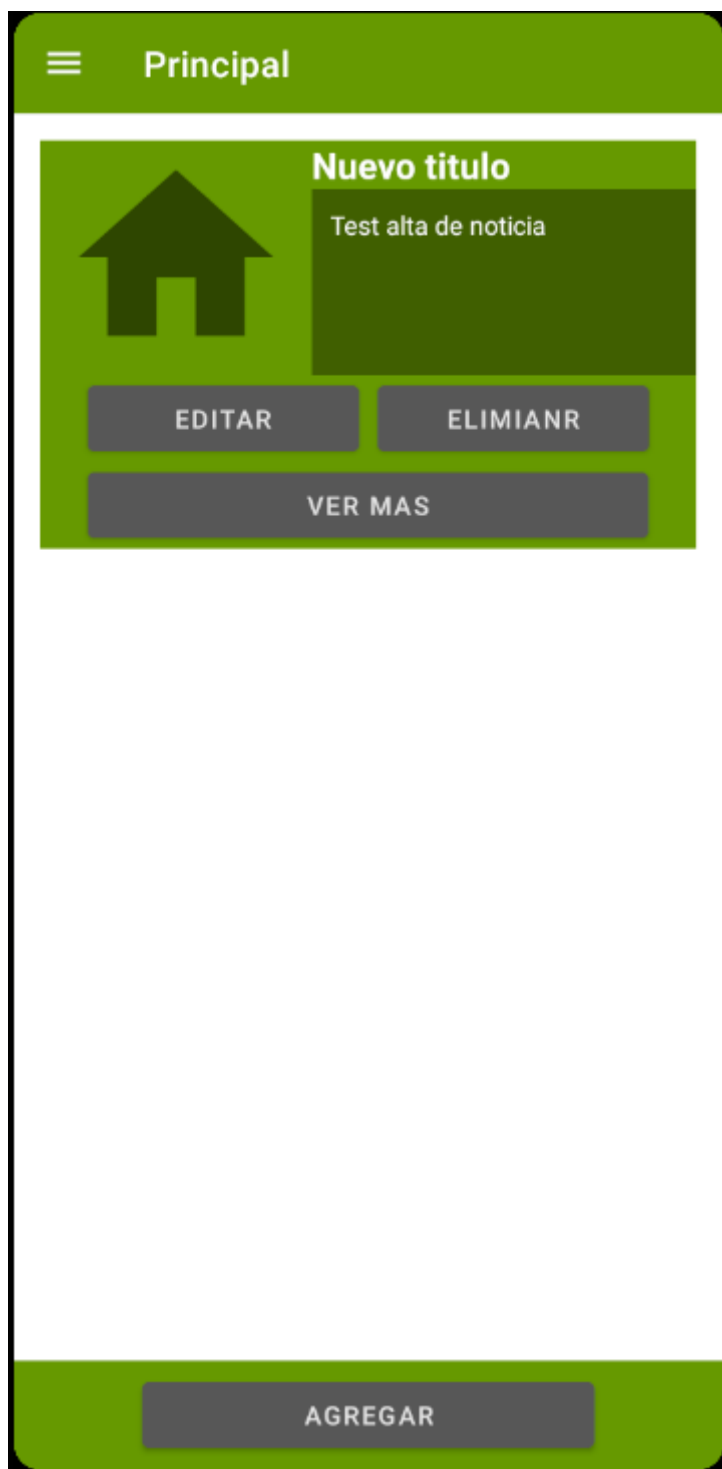 Principal
Nuevo titulo
Test alta de noticia
EDITAR
ELIMIANR
VER MAS
AGREGAR